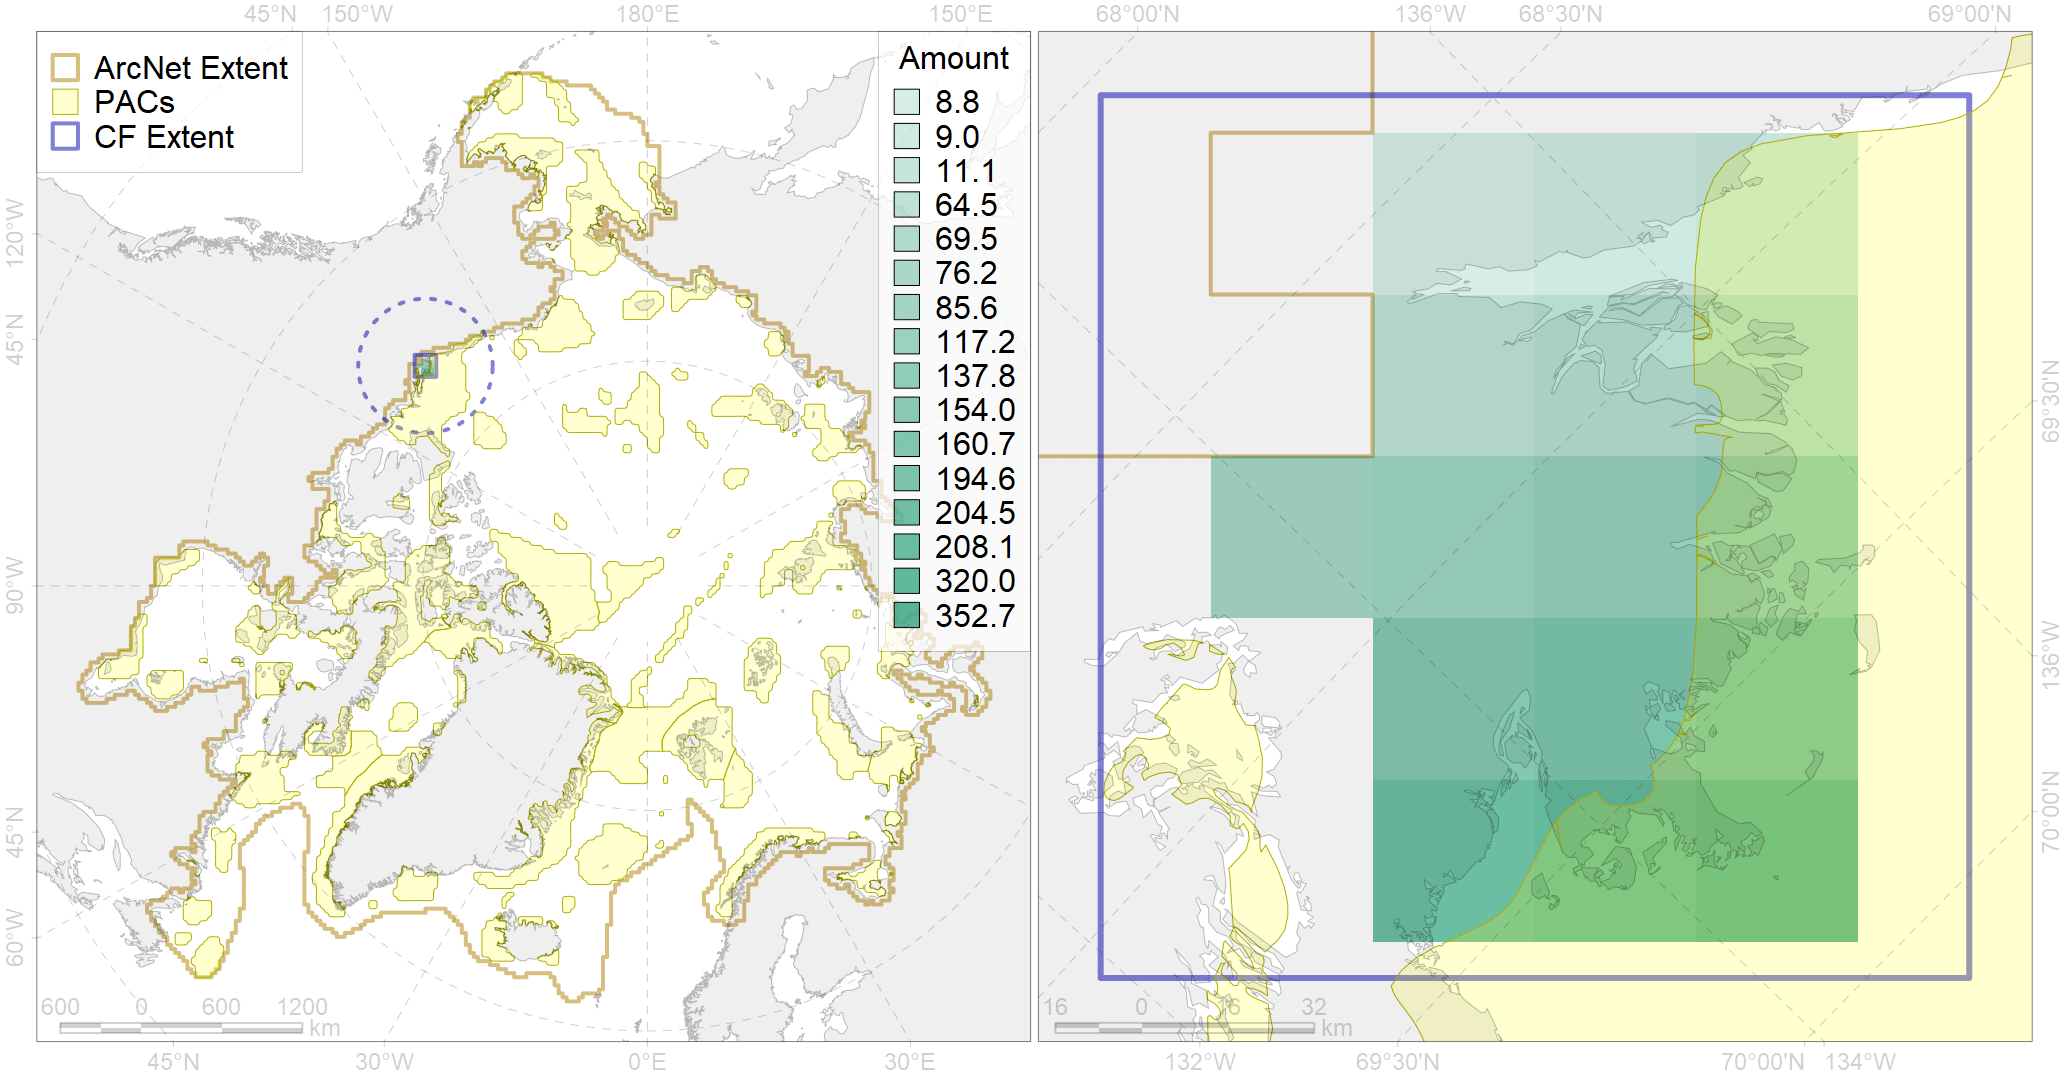 45°N 150°W 180°E 150°E 68°00'N 136°W 68°30'N 69°00'N
ArcNet Extent
PACs
CF Extent
Amount
8.8
9.0
11.1
64.5
69.5
76.2
85.6
117.2
137.8
154.0
160.7
194.6
204.5
208.1
320.0
352.7
120°W
45°N
90°W
45°N
60°W
69°30'N
136°W
70°00'N
600 0 600 1200
km
16 0 16 32
km
45°N 30°W 0°E 30°E 132°W 69°30'N 70°00'N 134°W